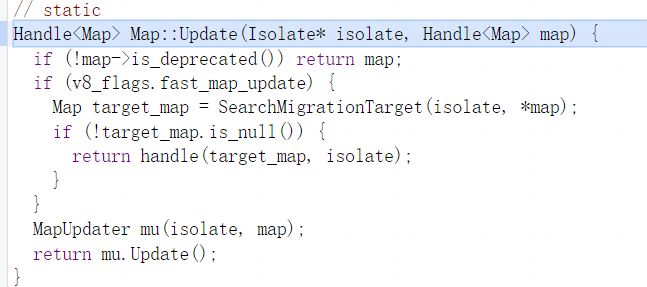 // static
Handle<Map> Map::Update(Isolate* isolate, Handle<Map> map) {
  if (!map->is_deprecated()) return map;
  if (v8_flags.fast_map_update) {
    Map target_map = SearchMigrationTarget(isolate, *map);
    if (!target_map.is_null()) {
      return handle(target_map, isolate);
    }
  }
  MapUpdater mu(isolate, map);
  return mu.Update();
}